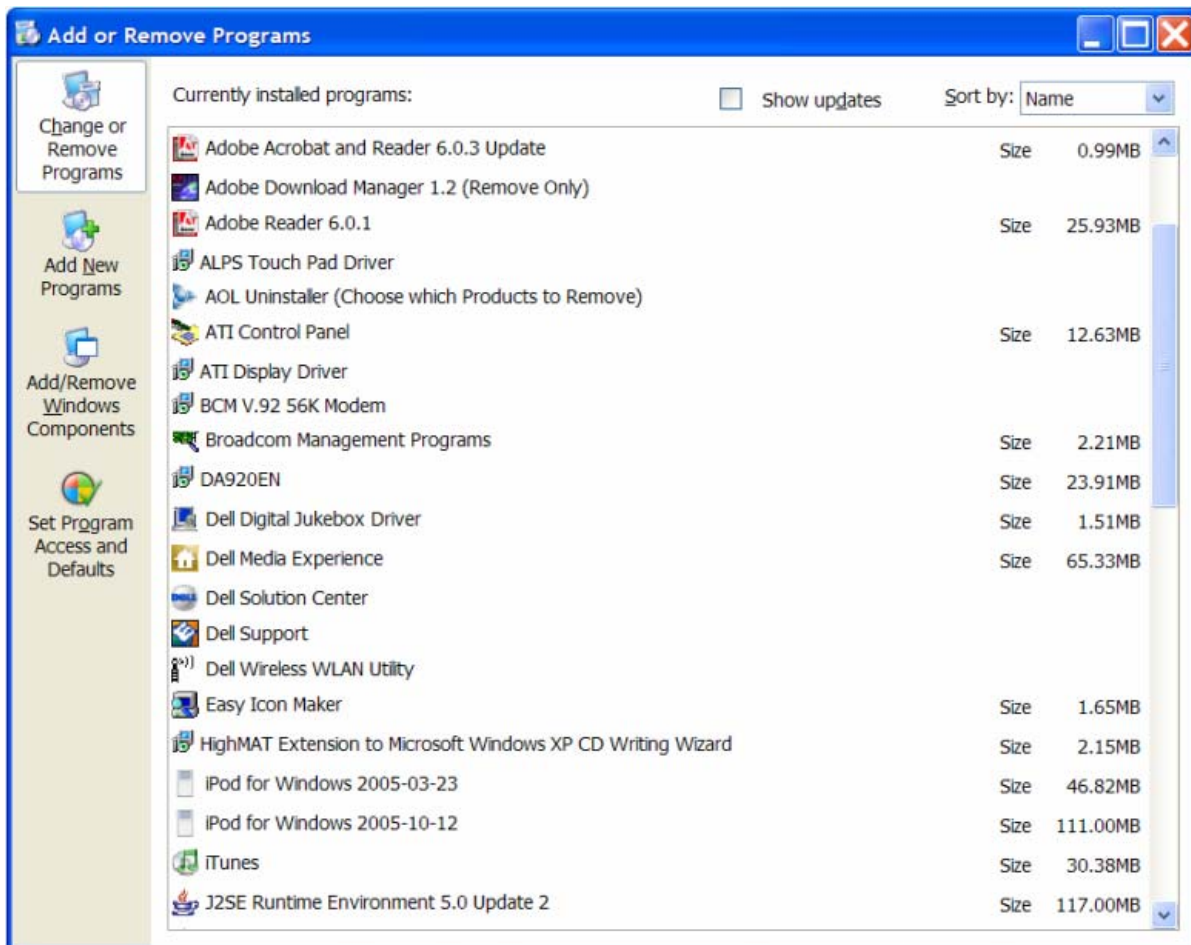 Add or Remove Programs
Change or
Remove
Programs
Add New
Programs
Add/Remove
Windows
Components
Set Program
Access and
Defaults
Currently installed programs:
Show updates
Sort by: Name
Adobe Acrobat and Reader 6.0.3 Update Size 0.99MB
Adobe Download Manager 1.2 (Remove Only)
Adobe Reader 6.0.1 Size 25.93MB
ALPS Touch Pad Driver
AOL Uninstaller (Choose which Products to Remove)
ATI Control Panel Size 12.63MB
ATI Display Driver
BCM V.92 56K Modem
Broadcom Management Programs Size 2.21MB
DA920EN Size 23.91MB
Dell Digital Jukebox Driver Size 1.51MB
Dell Media Experience Size 65.33MB
Dell Solution Center
Dell Support
Dell Wireless WLAN Utility
Easy Icon Maker Size 1.65MB
HighMAT Extension to Microsoft Windows XP CD Writing Wizard Size 2.15MB
iPod for Windows 2005-03-23 Size 46.82MB
iPod for Windows 2005-10-12 Size 111.00MB
iTunes Size 30.38MB
J2SE Runtime Environment 5.0 Update 2 Size 117.00MB